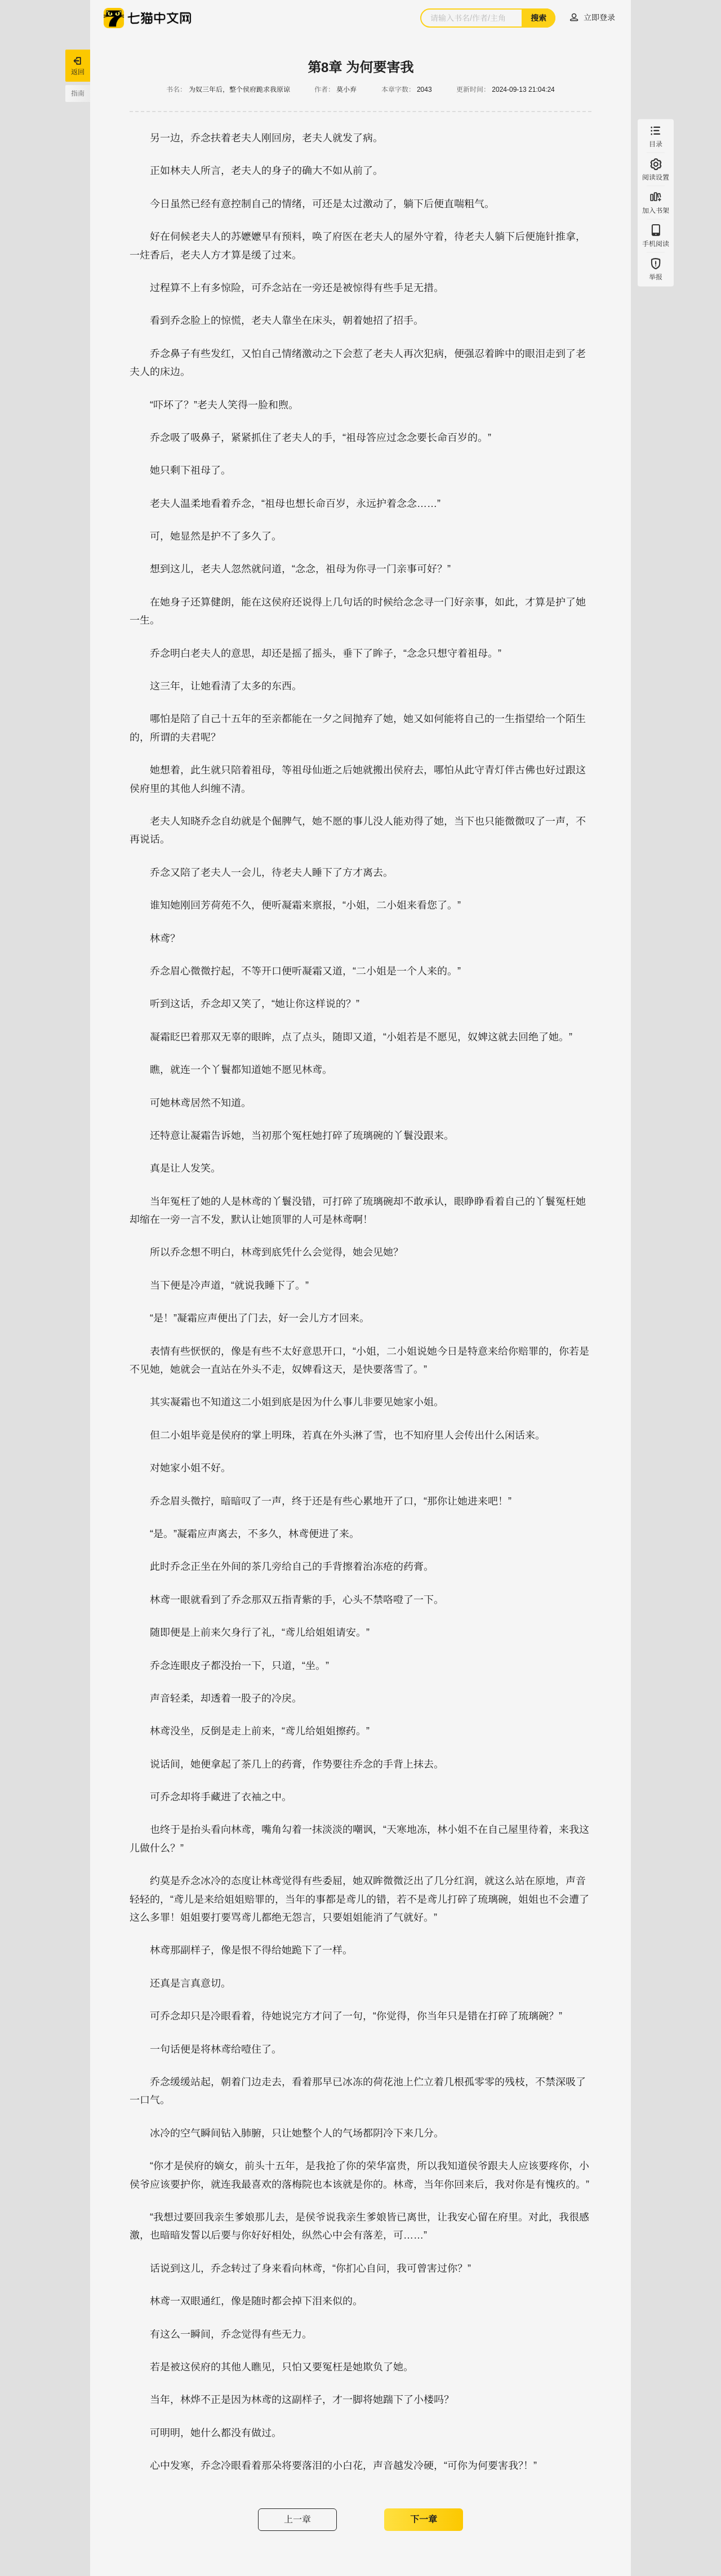 七猫中文网
请输入书名/作者/主角
搜索
立即登录
返回
指南
目录
阅读设置
加入书架
手机阅读
举报
第8章 为何要害我
书名： 为奴三年后，整个侯府跪求我原谅 作者： 莫小弃 本章字数： 2043 更新时间： 2024-09-13 21:04:24
另一边，乔念扶着老夫人刚回房，老夫人就发了病。
正如林夫人所言，老夫人的身子的确大不如从前了。
今日虽然已经有意控制自己的情绪，可还是太过激动了，躺下后便直喘粗气。
好在伺候老夫人的苏嬷嬷早有预料，唤了府医在老夫人的屋外守着，待老夫人躺下后便施针推拿，
一炷香后，老夫人方才算是缓了过来。
过程算不上有多惊险，可乔念站在一旁还是被惊得有些手足无措。
看到乔念脸上的惊慌，老夫人靠坐在床头，朝着她招了招手。
乔念鼻子有些发红，又怕自己情绪激动之下会惹了老夫人再次犯病，便强忍着眸中的眼泪走到了老
夫人的床边。
“吓坏了？”老夫人笑得一脸和煦。
乔念吸了吸鼻子，紧紧抓住了老夫人的手，“祖母答应过念念要长命百岁的。”
她只剩下祖母了。
老夫人温柔地看着乔念，“祖母也想长命百岁，永远护着念念……”
可，她显然是护不了多久了。
想到这儿，老夫人忽然就问道，“念念，祖母为你寻一门亲事可好？”
在她身子还算健朗，能在这侯府还说得上几句话的时候给念念寻一门好亲事，如此，才算是护了她
一生。
乔念明白老夫人的意思，却还是摇了摇头，垂下了眸子，“念念只想守着祖母。”
这三年，让她看清了太多的东西。
哪怕是陪了自己十五年的至亲都能在一夕之间抛弃了她，她又如何能将自己的一生指望给一个陌生
的，所谓的夫君呢？
她想着，此生就只陪着祖母，等祖母仙逝之后她就搬出侯府去，哪怕从此守青灯伴古佛也好过跟这
侯府里的其他人纠缠不清。
老夫人知晓乔念自幼就是个倔脾气，她不愿的事儿没人能劝得了她，当下也只能微微叹了一声，不
再说话。
乔念又陪了老夫人一会儿，待老夫人睡下了方才离去。
谁知她刚回芳荷苑不久，便听凝霜来禀报，“小姐，二小姐来看您了。”
林鸢？
乔念眉心微微拧起，不等开口便听凝霜又道，“二小姐是一个人来的。”
听到这话，乔念却又笑了，“她让你这样说的？”
凝霜眨巴着那双无辜的眼眸，点了点头，随即又道，“小姐若是不愿见，奴婢这就去回绝了她。”
瞧，就连一个丫鬟都知道她不愿见林鸢。
可她林鸢居然不知道。
还特意让凝霜告诉她，当初那个冤枉她打碎了琉璃碗的丫鬟没跟来。
真是让人发笑。
当年冤枉了她的人是林鸢的丫鬟没错，可打碎了琉璃碗却不敢承认，眼睁睁看着自己的丫鬟冤枉她
却缩在一旁一言不发，默认让她顶罪的人可是林鸢啊！
所以乔念想不明白，林鸢到底凭什么会觉得，她会见她？
当下便是冷声道，“就说我睡下了。”
“是！”凝霜应声便出了门去，好一会儿方才回来。
表情有些恹恹的，像是有些不太好意思开口，“小姐，二小姐说她今日是特意来给你赔罪的，你若是
不见她，她就会一直站在外头不走，奴婢看这天，是快要落雪了。”
其实凝霜也不知道这二小姐到底是因为什么事儿非要见她家小姐。
但二小姐毕竟是侯府的掌上明珠，若真在外头淋了雪，也不知府里人会传出什么闲话来。
对她家小姐不好。
乔念眉头微拧，暗暗叹了一声，终于还是有些心累地开了口，“那你让她进来吧！”
“是。”凝霜应声离去，不多久，林鸢便进了来。
此时乔念正坐在外间的茶几旁给自己的手背擦着治冻疮的药膏。
林鸢一眼就看到了乔念那双五指青紫的手，心头不禁咯噔了一下。
随即便是上前来欠身行了礼，“鸢儿给姐姐请安。”
乔念连眼皮子都没抬一下，只道，“坐。”
声音轻柔，却透着一股子的冷戾。
林鸢没坐，反倒是走上前来，“鸢儿给姐姐擦药。”
说话间，她便拿起了茶几上的药膏，作势要往乔念的手背上抹去。
可乔念却将手藏进了衣袖之中。
也终于是抬头看向林鸢，嘴角勾着一抹淡淡的嘲讽，“天寒地冻，林小姐不在自己屋里待着，来我这
儿做什么？”
约莫是乔念冰冷的态度让林鸢觉得有些委屈，她双眸微微泛出了几分红润，就这么站在原地，声音
轻轻的，“鸢儿是来给姐姐赔罪的，当年的事都是鸢儿的错，若不是鸢儿打碎了琉璃碗，姐姐也不会遭了
这么多罪！姐姐要打要骂鸢儿都绝无怨言，只要姐姐能消了气就好。”
林鸢那副样子，像是恨不得给她跪下了一样。
还真是言真意切。
可乔念却只是冷眼看着，待她说完方才问了一句，“你觉得，你当年只是错在打碎了琉璃碗？”
一句话便是将林鸢给噎住了。
乔念缓缓站起，朝着门边走去，看着那早已冰冻的荷花池上伫立着几根孤零零的残枝，不禁深吸了
一口气。
冰冷的空气瞬间钻入肺腑，只让她整个人的气场都阴冷下来几分。
“你才是侯府的嫡女，前头十五年，是我抢了你的荣华富贵，所以我知道侯爷跟夫人应该要疼你，小
侯爷应该要护你，就连我最喜欢的落梅院也本该就是你的。林鸢，当年你回来后，我对你是有愧疚的。”
“我想过要回我亲生爹娘那儿去，是侯爷说我亲生爹娘皆已离世，让我安心留在府里。对此，我很感
激，也暗暗发誓以后要与你好好相处，纵然心中会有落差，可……”
话说到这儿，乔念转过了身来看向林鸢，“你扪心自问，我可曾害过你？”
林鸢一双眼通红，像是随时都会掉下泪来似的。
有这么一瞬间，乔念觉得有些无力。
若是被这侯府的其他人瞧见，只怕又要冤枉是她欺负了她。
当年，林烨不正是因为林鸢的这副样子，才一脚将她踹下了小楼吗？
可明明，她什么都没有做过。
心中发寒，乔念冷眼看着那朵将要落泪的小白花，声音越发冷硬，“可你为何要害我?！”
上一章
下一章